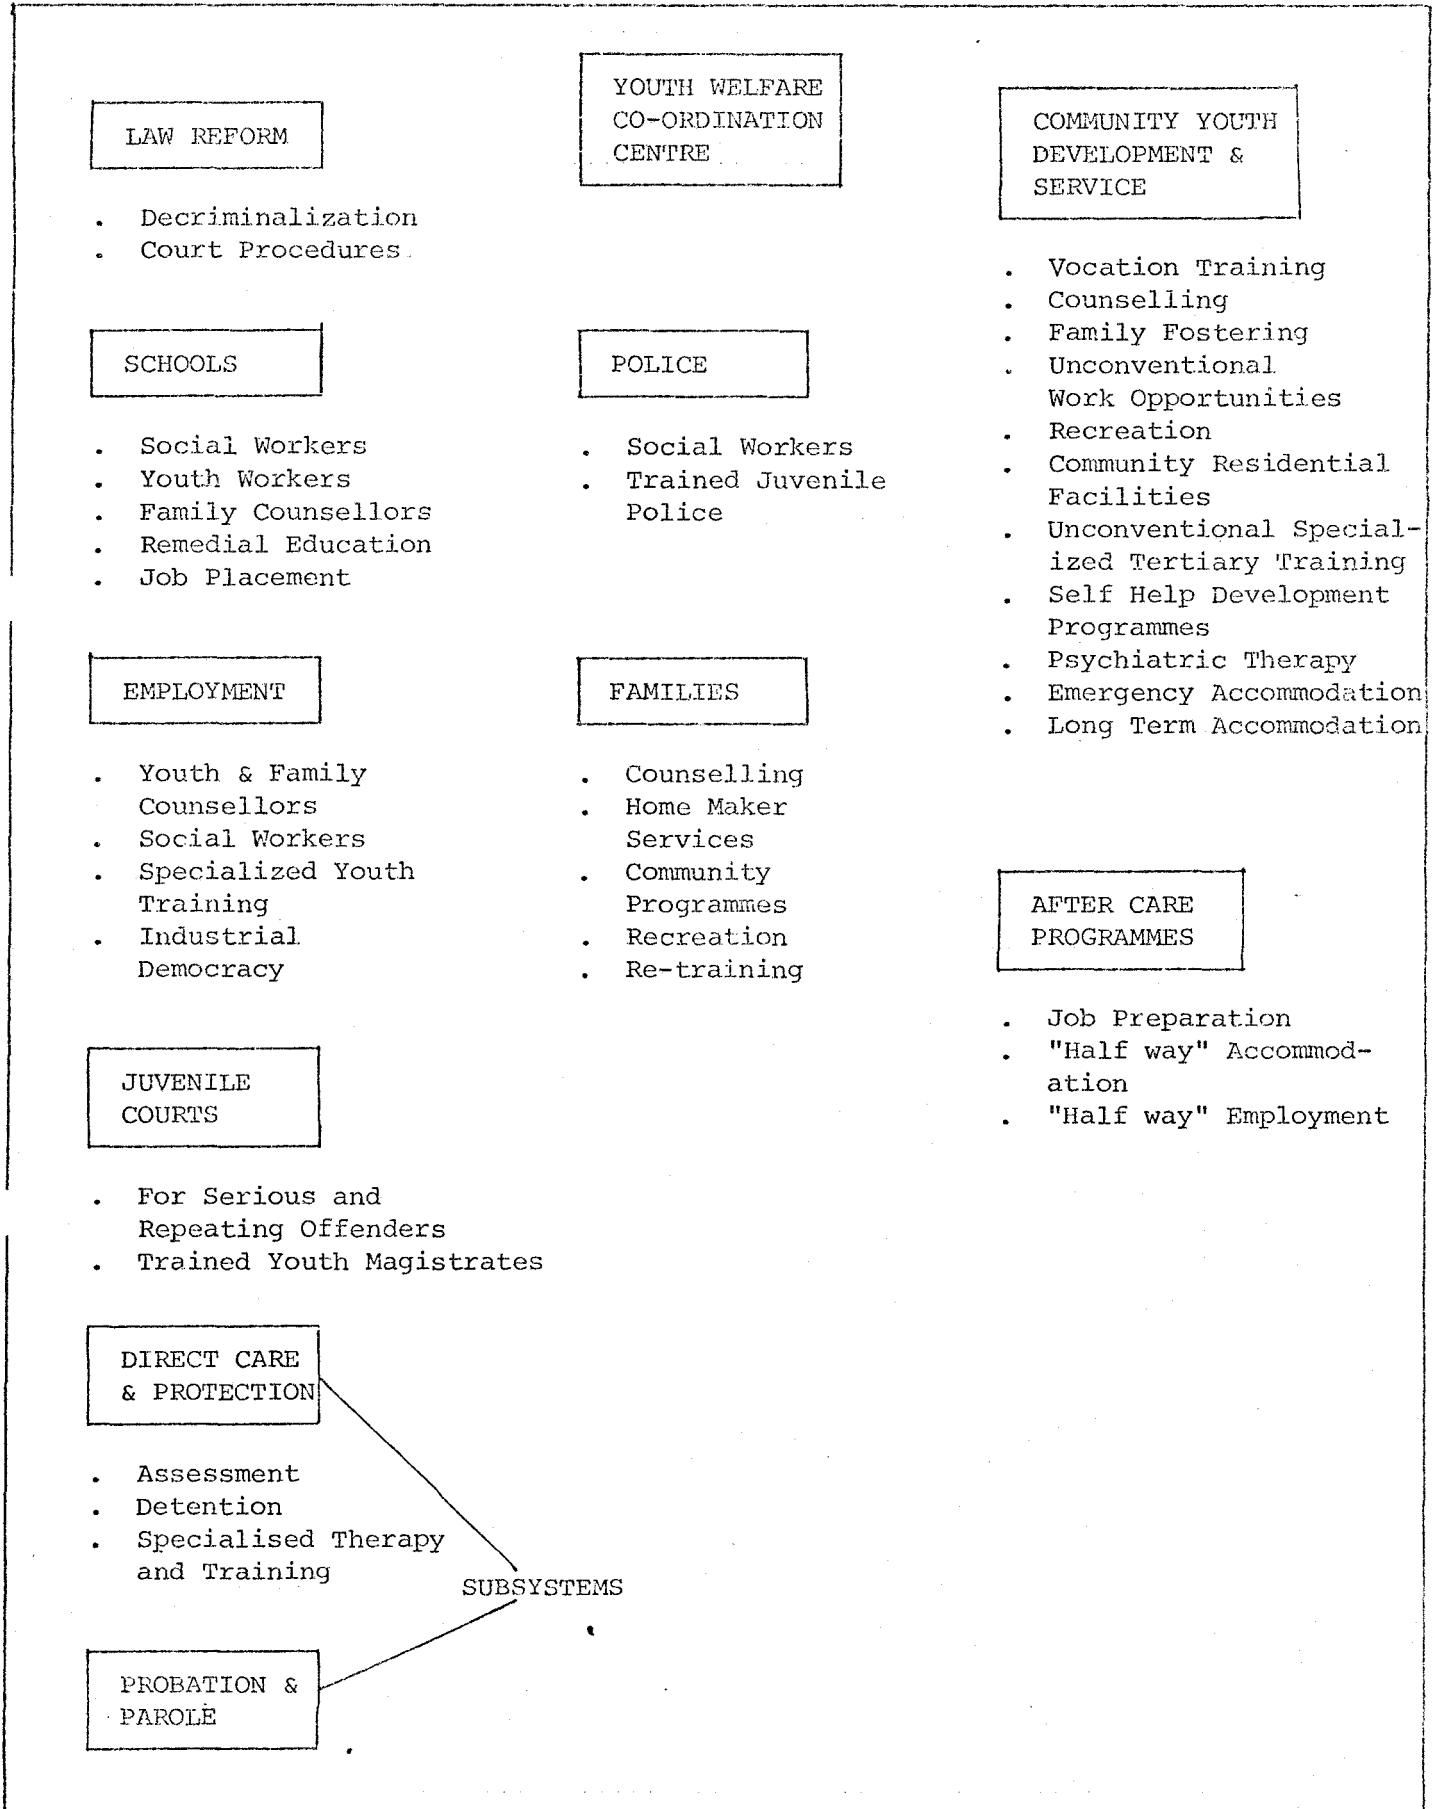 LAW REFORM
. Decriminalization
. Court Procedures
YOUTH WELFARE
CO-ORDINATION
CENTRE
COMMUNITY YOUTH
DEVELOPMENT &
SERVICE
. Vocation Training
. Counselling
. Family Fostering
. Unconventional
Work Opportunities
. Recreation
. Community Residential
Facilities
. Unconventional Special-
ized Tertiary Training
. Self Help Development
Programmes
. Psychiatric Therapy
. Emergency Accommodation
. Long Term Accommodation
SCHOOLS
. Social Workers
. Youth Workers
. Family Counsellors
. Remedial Education
. Job Placement
POLICE
. Social Workers
. Trained Juvenile
Police
EMPLOYMENT
. Youth & Family
Counsellors
. Social Workers
. Specialized Youth
Training
. Industrial
Democracy
FAMILIES
. Counselling
. Home Maker
Services
. Community
Programmes
. Recreation
. Re-training
AFTER CARE
PROGRAMMES
. Job Preparation
. "Half way" Accommod-
ation
. "Half way" Employment
JUVENILE
COURTS
. For Serious and
Repeating Offenders
. Trained Youth Magistrates
DIRECT CARE
& PROTECTION
. Assessment
. Detention
. Specialised Therapy
and Training
SUBSYSTEMS
PROBATION &
PAROLE